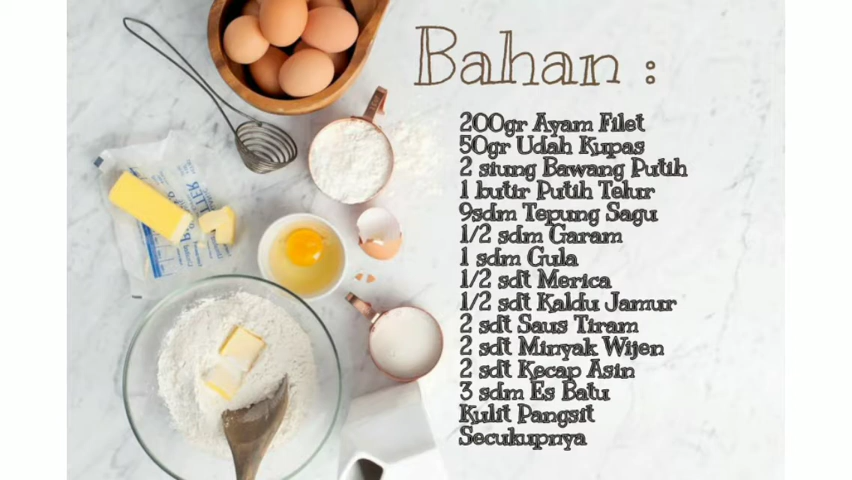 Bahan :
200gr Ayam Filet
50gr Udah Kupas
2 siung Bawang Putih
1 butir Putih Telur
9sdm Tepung Sagu
1/2 sdm Garam
1 sdm Gula
1/2 sdt Merica
1/2 sdt Kaldu Jamur
2 sdt Saus Tiram
2 sdt Minyak Wijen
2 sdt Kecap Asin
3 sdm Es Batu
Kulit Pangsit
Secukupnya